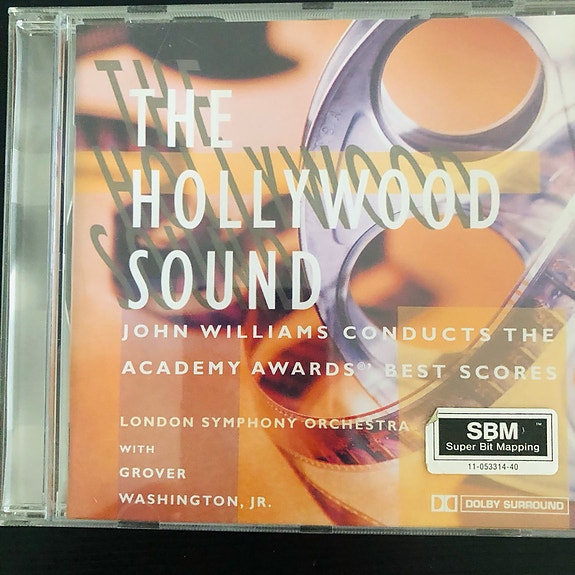 THE
HOLLYWOOD
SOUND
JOHN WILLIAMS CONDUCTS THE
ACADEMY AWARDS®' BEST SCORES
LONDON SYMPHONY ORCHESTRA
WITH
GROVER
WASHINGTON, JR.
SBM™
Super Bit Mapping
11-053314-40
DOLBY SURROUND